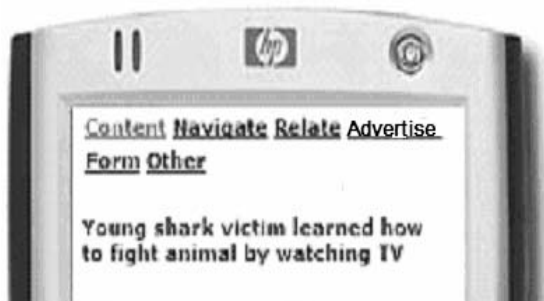 hp
Content Navigate Relate Advertise
Form Other
Young shark victim learned how
to fight animal by watching TV